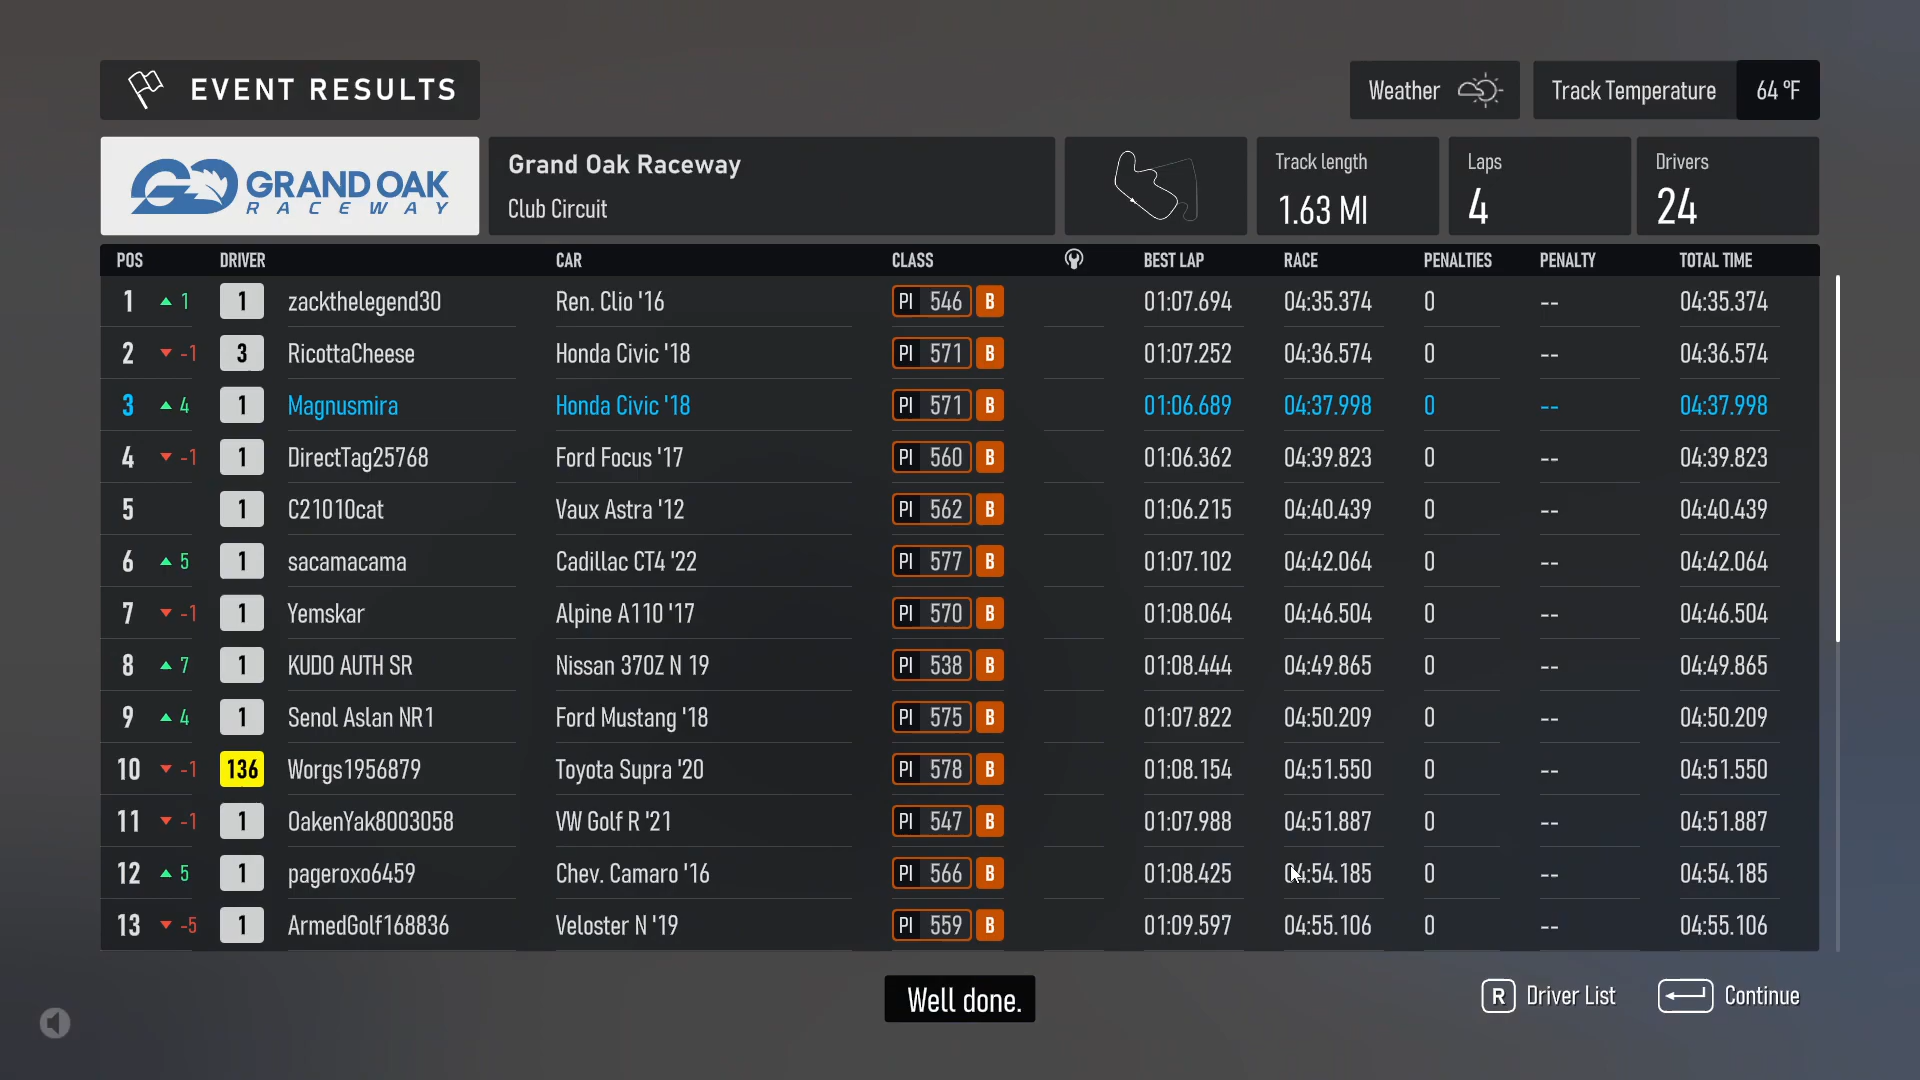 EVENT RESULTS
Weather
Track Temperature 64 °F
GRAND OAK
RACEWAY
Grand Oak Raceway
Club Circuit
Track length
1.63 MI
Laps
4
Drivers
24
POS DRIVER CAR CLASS BEST LAP RACE PENALTIES PENALTY TOTAL TIME
1 1 1 zackthelegend30 Ren. Clio '16 PI 546 B 01:07.694 04:35.374 0 -- 04:35.374
2 -1 3 RicottaCheese Honda Civic '18 PI 571 B 01:07.252 04:36.574 0 -- 04:36.574
3 4 1 Magnusmira Honda Civic '18 PI 571 B 01:06.689 04:37.998 0 -- 04:37.998
4 -1 1 DirectTag25768 Ford Focus '17 PI 560 B 01:06.362 04:39.823 0 -- 04:39.823
5 1 C21010cat Vaux Astra '12 PI 562 B 01:06.215 04:40.439 0 -- 04:40.439
6 5 1 sacamacama Cadillac CT4 '22 PI 577 B 01:07.102 04:42.064 0 -- 04:42.064
7 -1 1 Yemskar Alpine A110 '17 PI 570 B 01:08.064 04:46.504 0 -- 04:46.504
8 7 1 KUDO AUTH SR Nissan 370Z N 19 PI 538 B 01:08.444 04:49.865 0 -- 04:49.865
9 4 1 Senol Aslan NR1 Ford Mustang '18 PI 575 B 01:07.822 04:50.209 0 -- 04:50.209
10 -1 136 Worgs1956879 Toyota Supra '20 PI 578 B 01:08.154 04:51.550 0 -- 04:51.550
11 -1 1 OakenYak8003058 VW Golf R '21 PI 547 B 01:07.988 04:51.887 0 -- 04:51.887
12 5 1 pageroxo6459 Chev. Camaro '16 PI 566 B 01:08.425 04:54.185 0 -- 04:54.185
13 -5 1 ArmedGolf168836 Veloster N '19 PI 559 B 01:09.597 04:55.106 0 -- 04:55.106
Well done.
R Driver List
Continue